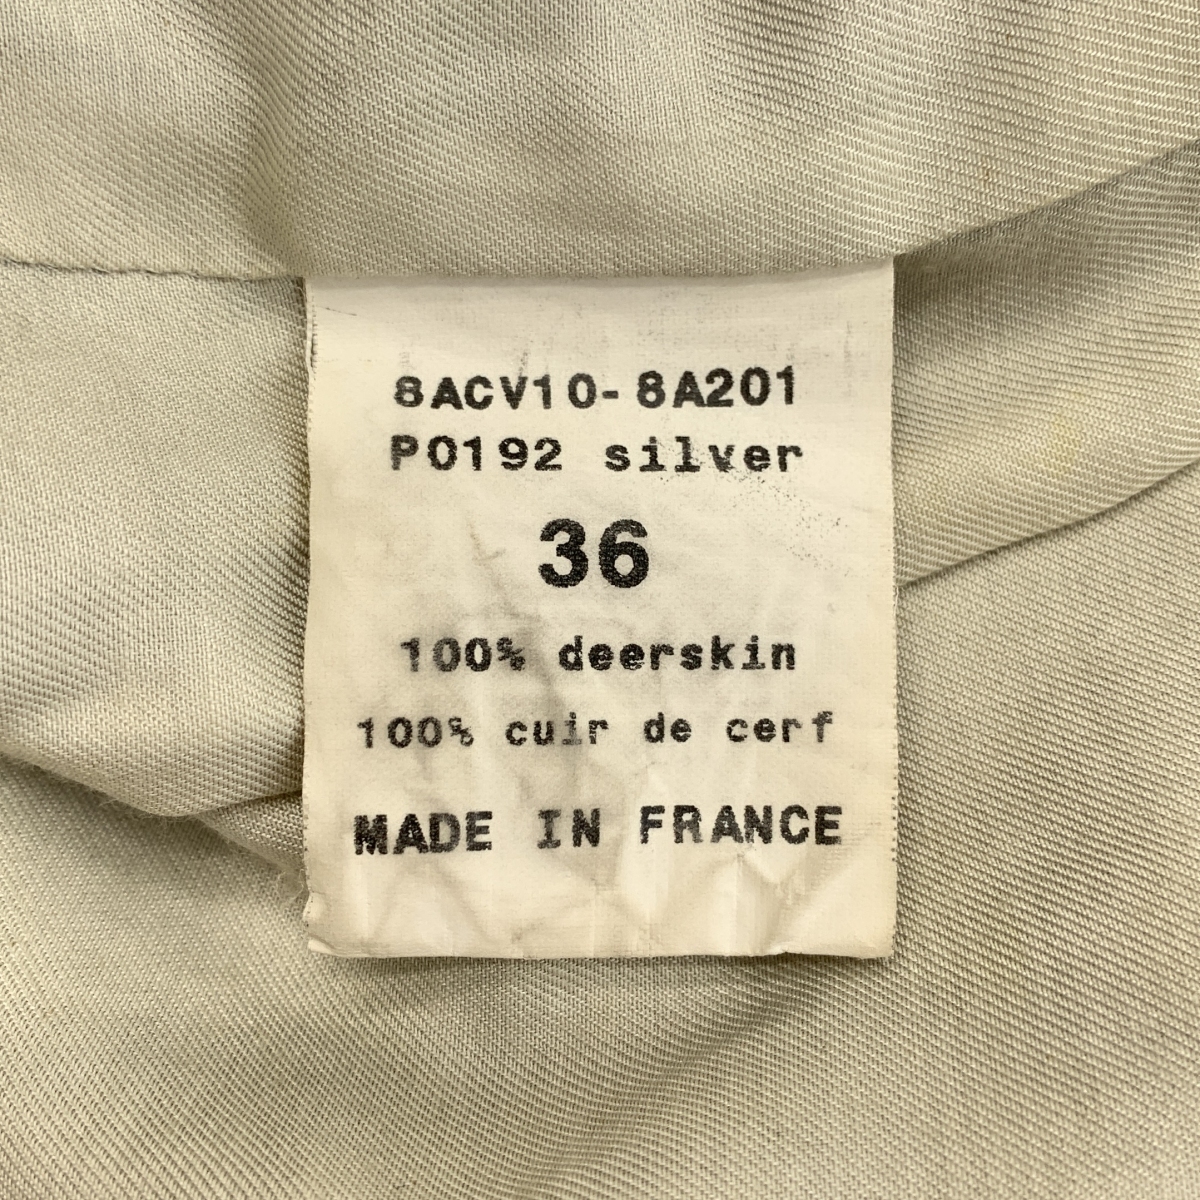 8ACV10-8A201
P0192 silver
36
100% deerskin
100% cuir de cerf
MADE IN FRANCE